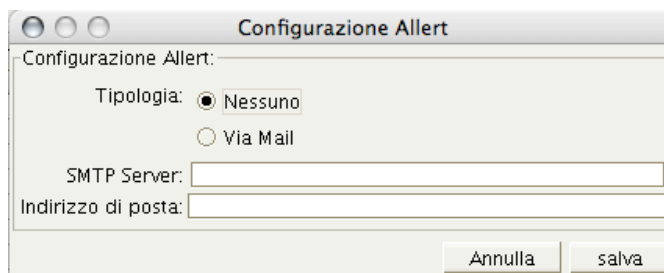 Configurazione Allert
Configurazione Allert:
Tipologia: Nessuno
Via Mail
SMTP Server:
Indirizzo di posta:
Annulla salva